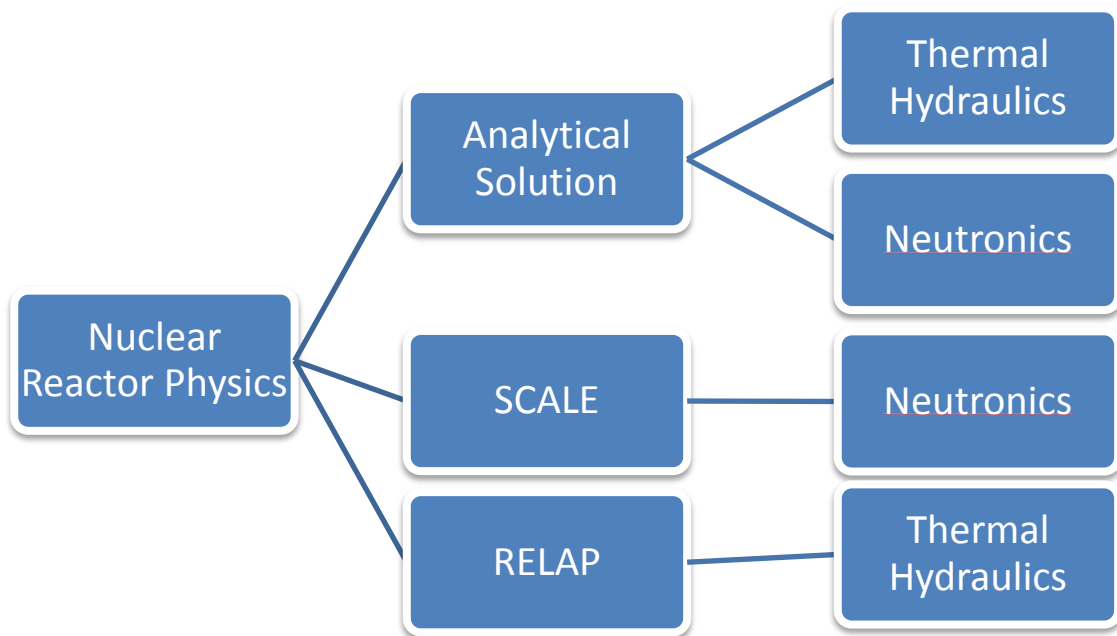 Nuclear
Reactor Physics
Analytical
Solution
SCALE
RELAP
Thermal
Hydraulics
Neutronics
Neutronics
Thermal
Hydraulics